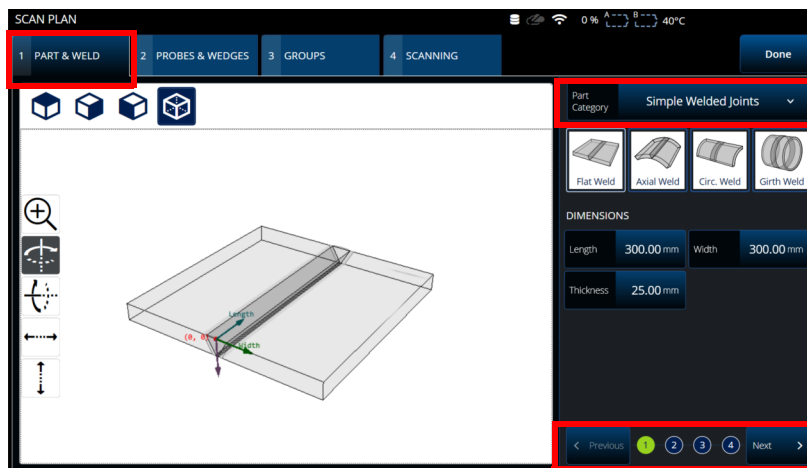 SCAN PLAN
0 % A B 40°C
1 PART & WELD 2 PROBES & WEDGES 3 GROUPS 4 SCANNING Done
Part Category Simple Welded Joints
Flat Weld Axial Weld Circ. Weld Girth Weld
DIMENSIONS
Length 300.00 mm Width 300.00 mm
Thickness 25.00 mm
Length
(0, 0
Width
Previous 1 2 3 4 Next